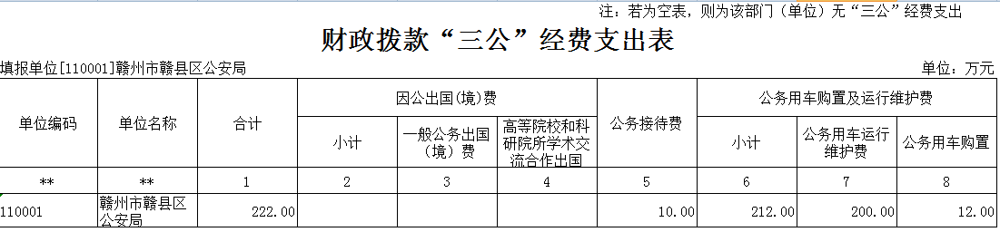 注：若为空表，则为该部门（单位）无“三公”经费支出
财政拨款“三公”经费支出表
填报单位[110001]赣州市赣县区公安局 单位：万元
单位编码 单位名称 合计 因公出国(境)费 公务接待费 公务用车购置及运行维护费
小计 一般公务出国（境）费 高等院校和科研院所学术交流合作出国 小计 公务用车运行维护费 公务用车购置
** ** 1 2 3 4 5 6 7 8
110001 赣州市赣县区公安局 222.00 10.00 212.00 200.00 12.00